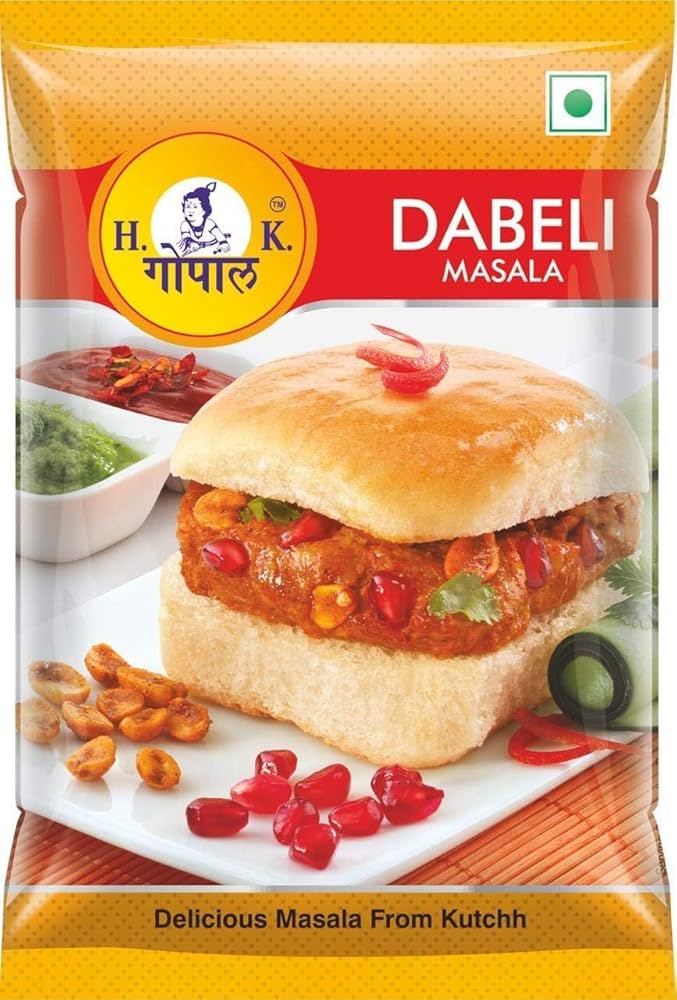 H. K.
TM
गोपाल
DABELI
MASALA
Delicious Masala From Kutchh